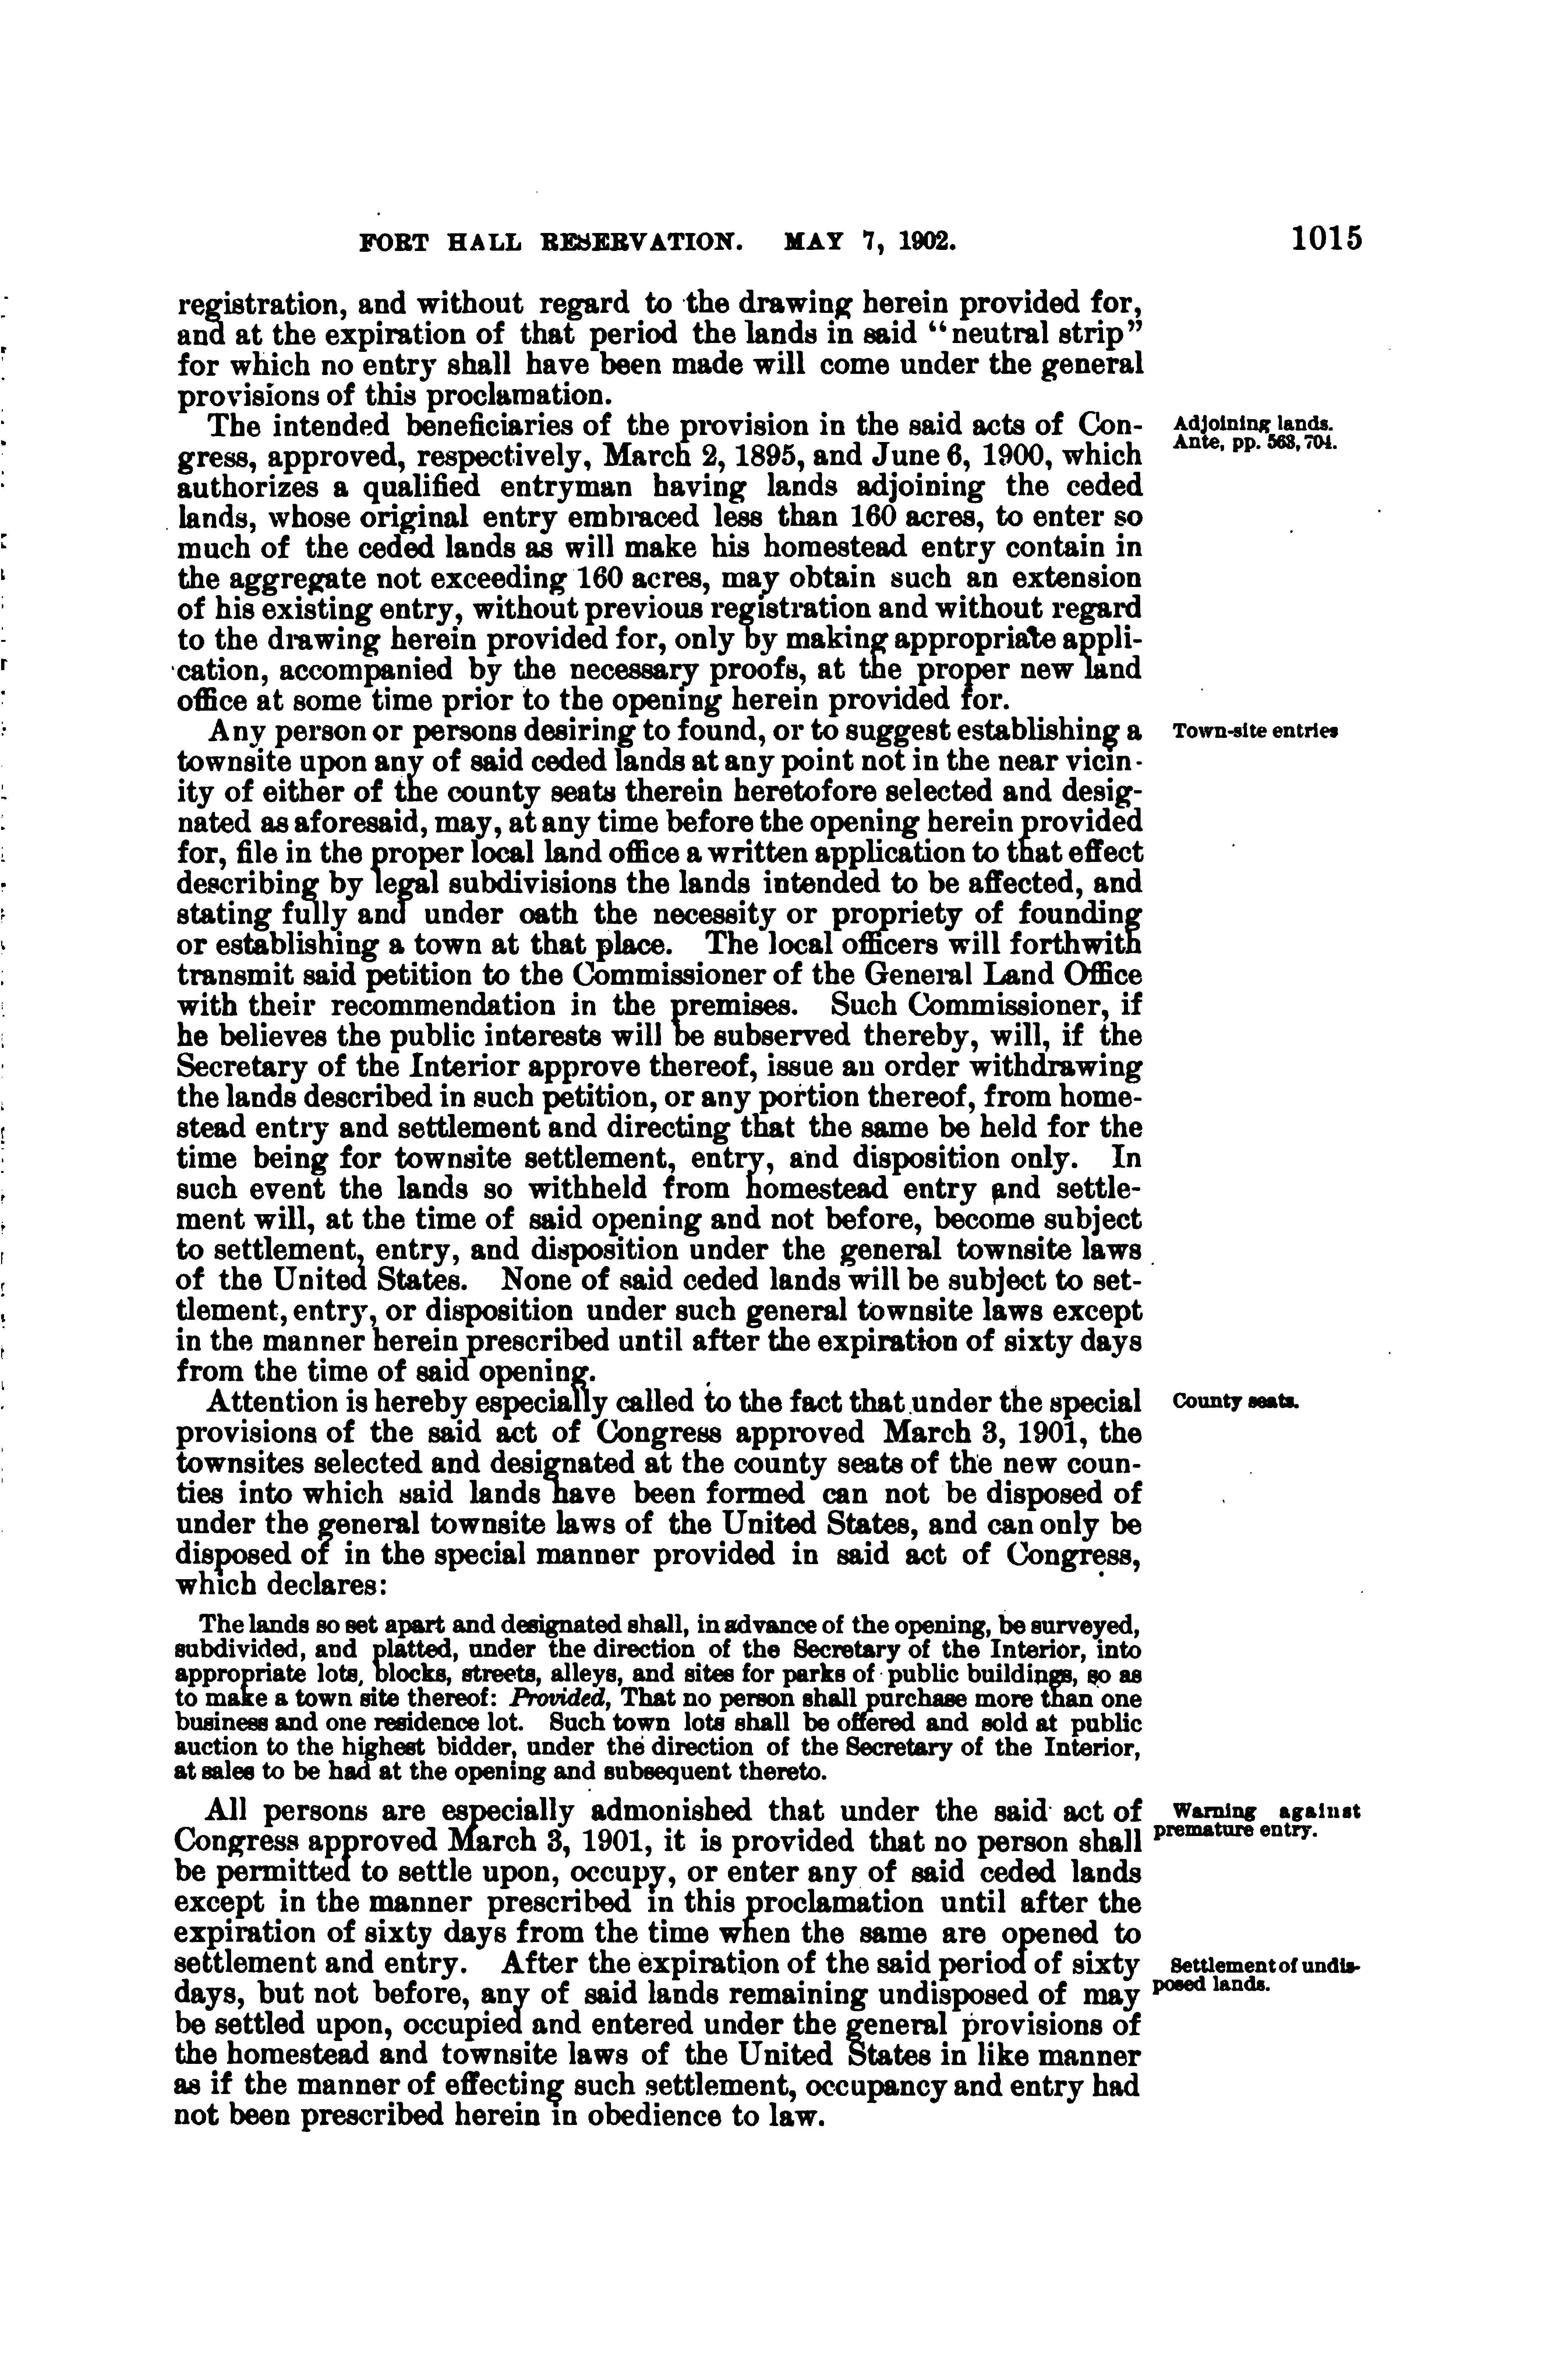 FORT HALL RESERVATION. MAY 7, 1902. 1015
registration, and without regard to the drawing herein provided for,
and at the expiration of that period the lands in said "neutral strip"
for which no entry shall have been made will come under the general
provisions of this proclamation.
The intended beneficiaries of the provision in the said acts of Con-
gress, approved, respectively, March 2, 1895, and June 6, 1900, which
authorizes a qualified entryman having lands adjoining the ceded
lands, whose original entry embraced less than 160 acres, to enter so
much of the ceded lands as will make his homestead entry contain in
the aggregate not exceeding 160 acres, may obtain such an extension
of his existing entry, without previous registration and without regard
to the drawing herein provided for, only by making appropriate appli-
cation, accompanied by the necessary proofs, at the proper new land
office at some time prior to the opening herein provided for.
Adjoining lands.
Ante, pp. 563, 704.
Any person or persons desiring to found, or to suggest establishing a
townsite upon any of said ceded lands at any point not in the near vicin-
ity of either of the county seats therein heretofore selected and desig-
nated as aforesaid, may, at any time before the opening herein provided
for, file in the proper local land office a written application to that effect
describing by legal subdivisions the lands intended to be affected, and
stating fully and under oath the necessity or propriety of founding
or establishing a town at that place. The local officers will forthwith
transmit said petition to the Commissioner of the General Land Office
with their recommendation in the premises. Such Commissioner, if
he believes the public interests will be subserved thereby, will, if the
Secretary of the Interior approve thereof, issue an order withdrawing
the lands described in such petition, or any portion thereof, from home-
stead entry and settlement and directing that the same be held for the
time being for townsite settlement, entry, and disposition only. In
such event the lands so withheld from homestead entry and settle-
ment will, at the time of said opening and not before, become subject
to settlement, entry, and disposition under the general townsite laws
of the United States. None of said ceded lands will be subject to set-
tlement, entry, or disposition under such general townsite laws except
in the manner herein prescribed until after the expiration of sixty days
from the time of said opening.
Town-site entries
Attention is hereby especially called to the fact that under the special
provisions of the said act of Congress approved March 3, 1901, the
townsites selected and designated at the county seats of the new coun-
ties into which said lands have been formed can not be disposed of
under the general townsite laws of the United States, and can only be
disposed of in the special manner provided in said act of Congress,
which declares:
County seats.
The lands so set apart and designated shall, in advance of the opening, be surveyed,
subdivided, and platted, under the direction of the Secretary of the Interior, into
appropriate lots, blocks, streets, alleys, and sites for parks of public buildings, so as
to make a town site thereof: Provided, That no person shall purchase more than one
business and one residence lot. Such town lots shall be offered and sold at public
auction to the highest bidder, under the direction of the Secretary of the Interior,
at sales to be had at the opening and subsequent thereto.
All persons are especially admonished that under the said act of
Congress approved March 3, 1901, it is provided that no person shall
be permitted to settle upon, occupy, or enter any of said ceded lands
except in the manner prescribed in this proclamation until after the
expiration of sixty days from the time when the same are opened to
settlement and entry. After the expiration of the said period of sixty
days, but not before, any of said lands remaining undisposed of may
be settled upon, occupied and entered under the general provisions of
the homestead and townsite laws of the United States in like manner
as if the manner of effecting such settlement, occupancy and entry had
not been prescribed herein in obedience to law.
Warning against
premature entry.
Settlement of undis-
posed lands.